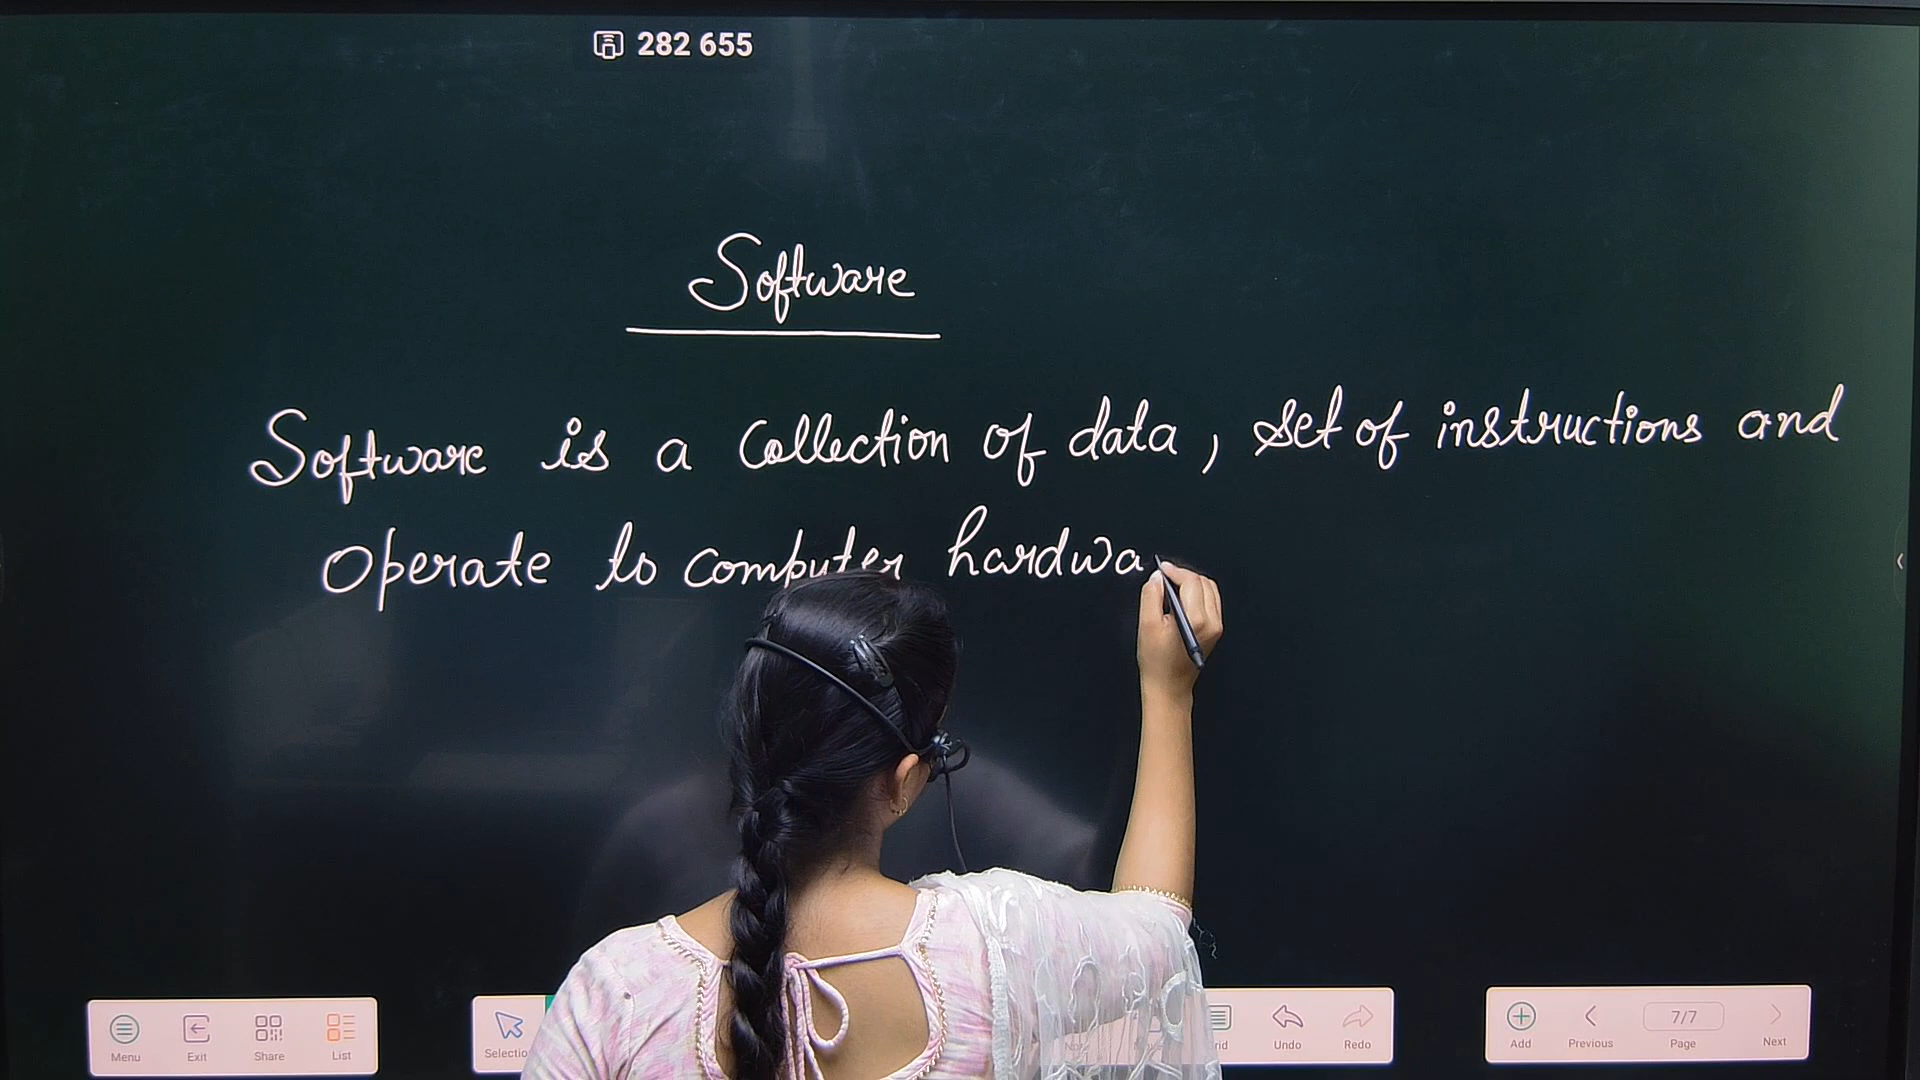 282 655
Software
Software is a Collection of data, Set of instructions and
Operate to computer hardwa
Menu Exit Share List Undo Redo Add Previous 7/7 Page Next